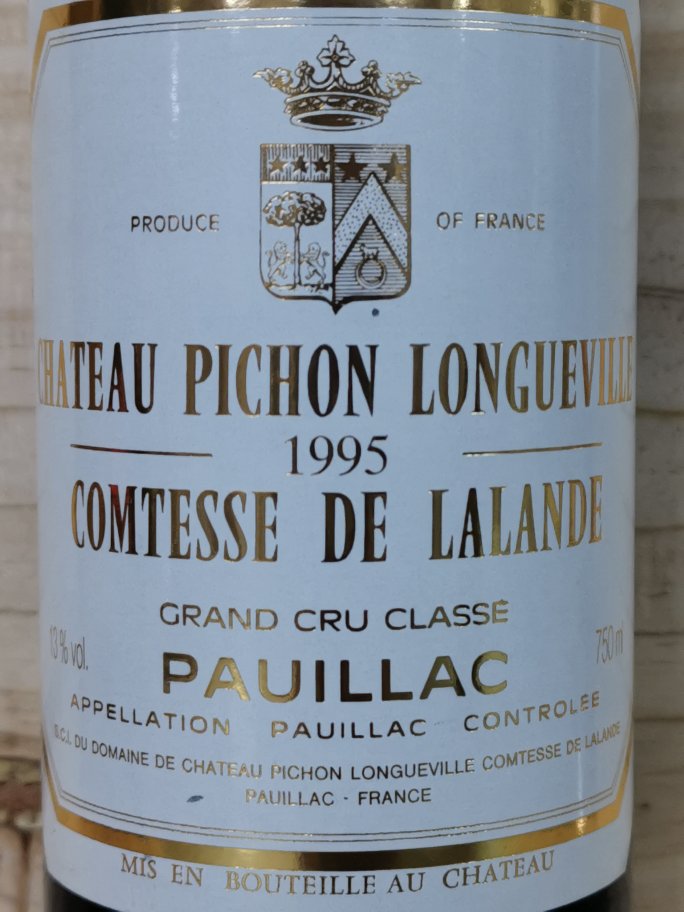 PRODUCE OF FRANCE
CHATEAU PICHON LONGUEVILLE
1995
COMTESSE DE LALANDE
GRAND CRU CLASSÉ
13 % vol. PAUILLAC 750 ml
APPELLATION PAUILLAC CONTROLÉE
S.C.I. DU DOMAINE DE CHATEAU PICHON LONGUEVILLE COMTESSE DE LALANDE
PAUILLAC - FRANCE
MIS EN BOUTEILLE AU CHATEAU